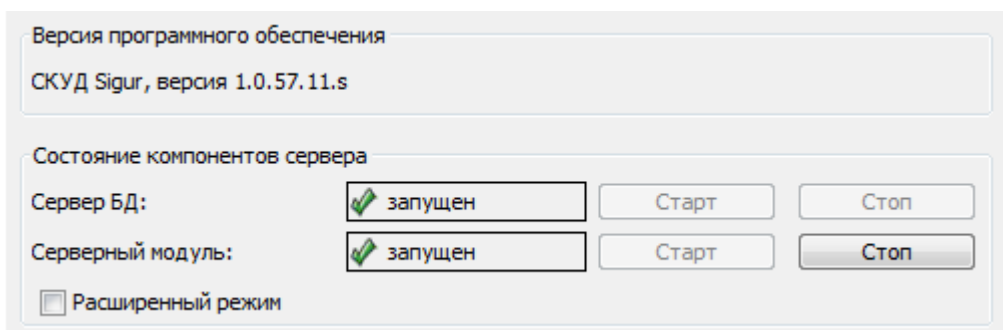 Версия программного обеспечения
СКУД Sigur, версия 1.0.57.11.s
Состояние компонентов сервера
Сервер БД: запущен Старт Стоп
Серверный модуль: запущен Старт Стоп
Расширенный режим